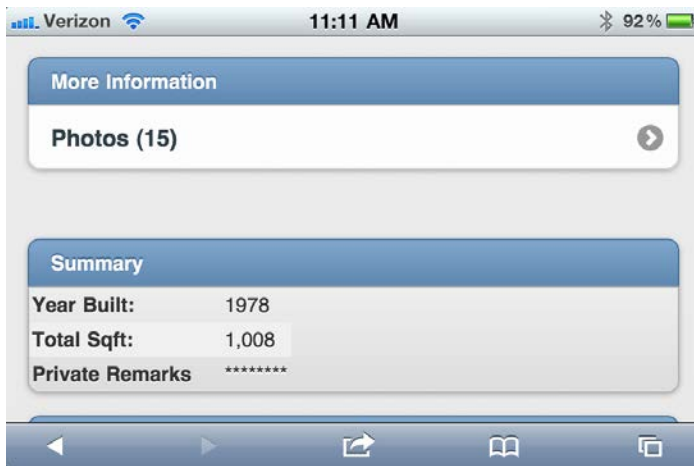 Verizon 11:11 AM 92%
More Information
Photos (15)
Summary
Year Built: 1978
Total Sqft: 1,008
Private Remarks ********